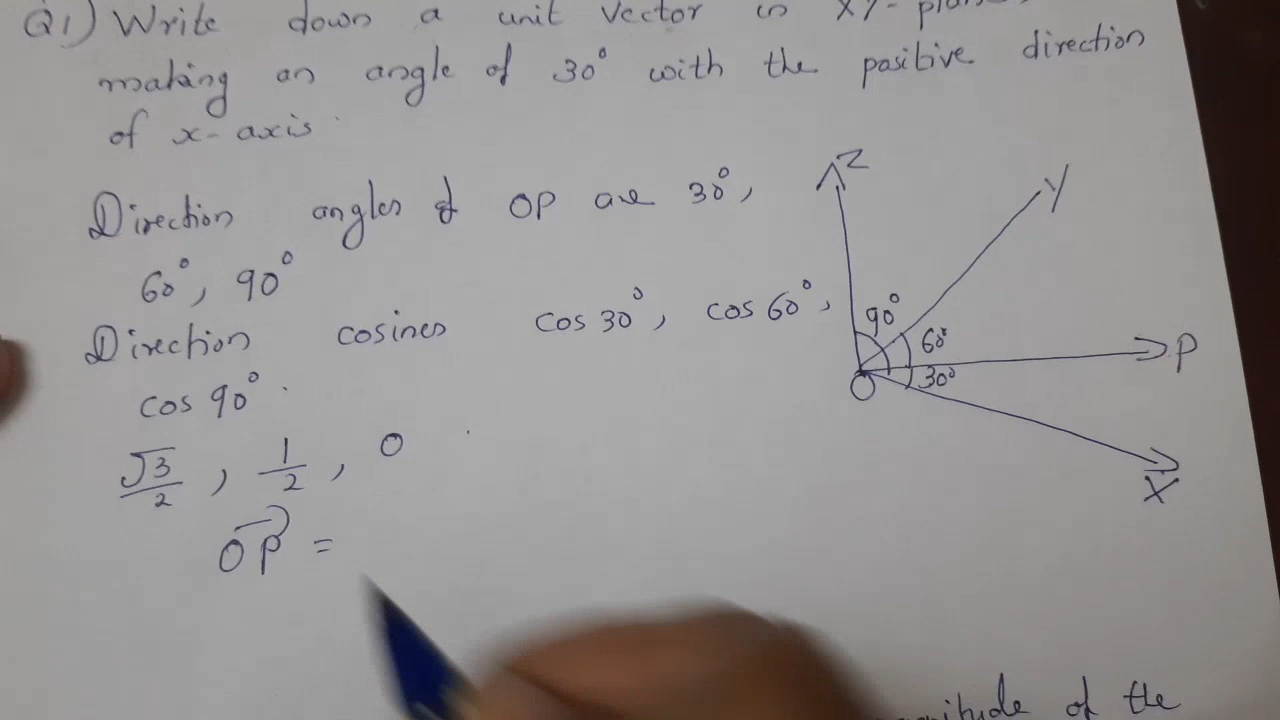 Q1) Write down a unit vector in XY-plane,
making an angle of 30° with the positive direction
of x-axis.
Direction angles of OP are 30°,
60°, 90°
Direction cosines cos 30°, cos 60°,
cos 90°.
√3/2, 1/2, 0
OP⃗ =
Z
Y
90°
60°
P
30°
O
X
of the